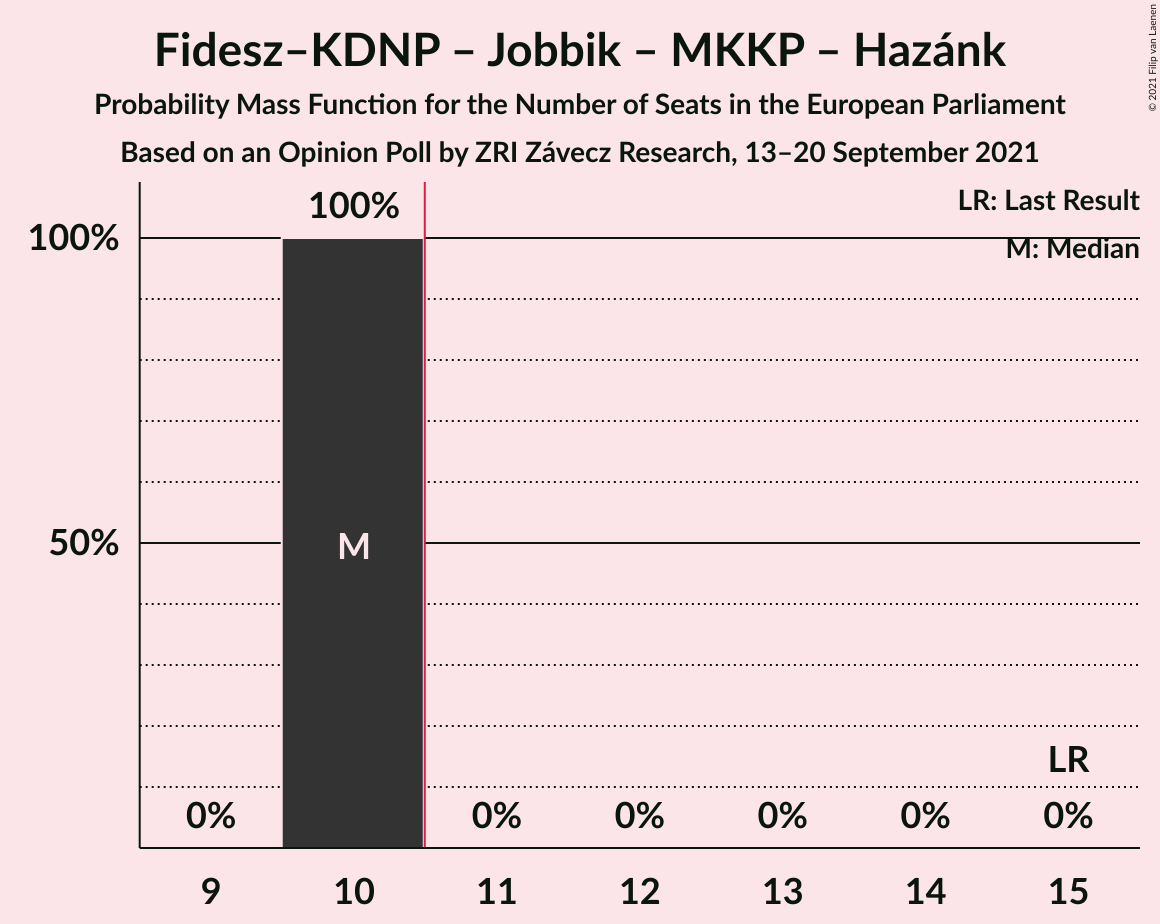 Fidesz–KDNP – Jobbik – MKKP – Hazánk
Probability Mass Function for the Number of Seats in the European Parliament
Based on an Opinion Poll by ZRI Závecz Research, 13–20 September 2021
© 2021 Filip van Laenen
LR: Last Result
M: Median
100%
100%
50%
M
LR
0% 0% 0% 0% 0% 0%
9 10 11 12 13 14 15